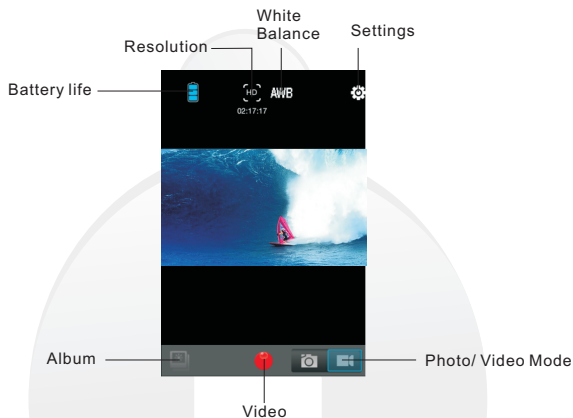 White
Balance
Settings
Resolution
Battery life
HD
AWB
02:17:17
Album
Photo/ Video Mode
Video